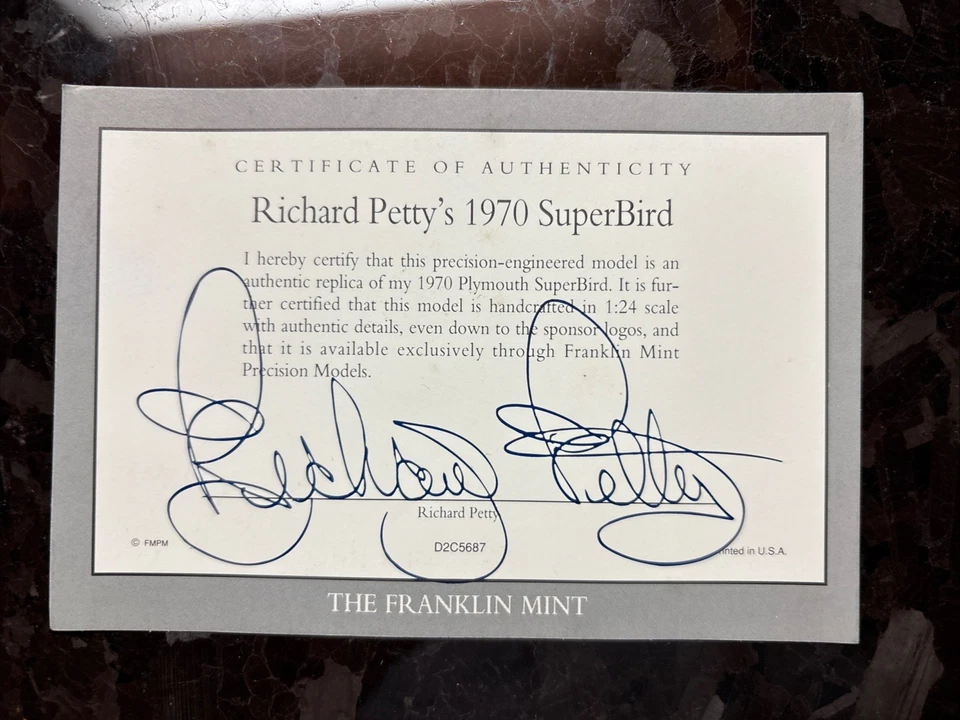 CERTIFICATE OF AUTHENTICITY
Richard Petty's 1970 SuperBird
I hereby certify that this precision-engineered model is an
authentic replica of my 1970 Plymouth SuperBird. It is fur-
ther certified that this model is handcrafted in 1:24 scale
with authentic details, even down to the sponsor logos, and
that it is available exclusively through Franklin Mint
Precision Models.
Richard Petty
Richard Petty
© FMPM
D2C5687
Printed in U.S.A.
THE FRANKLIN MINT